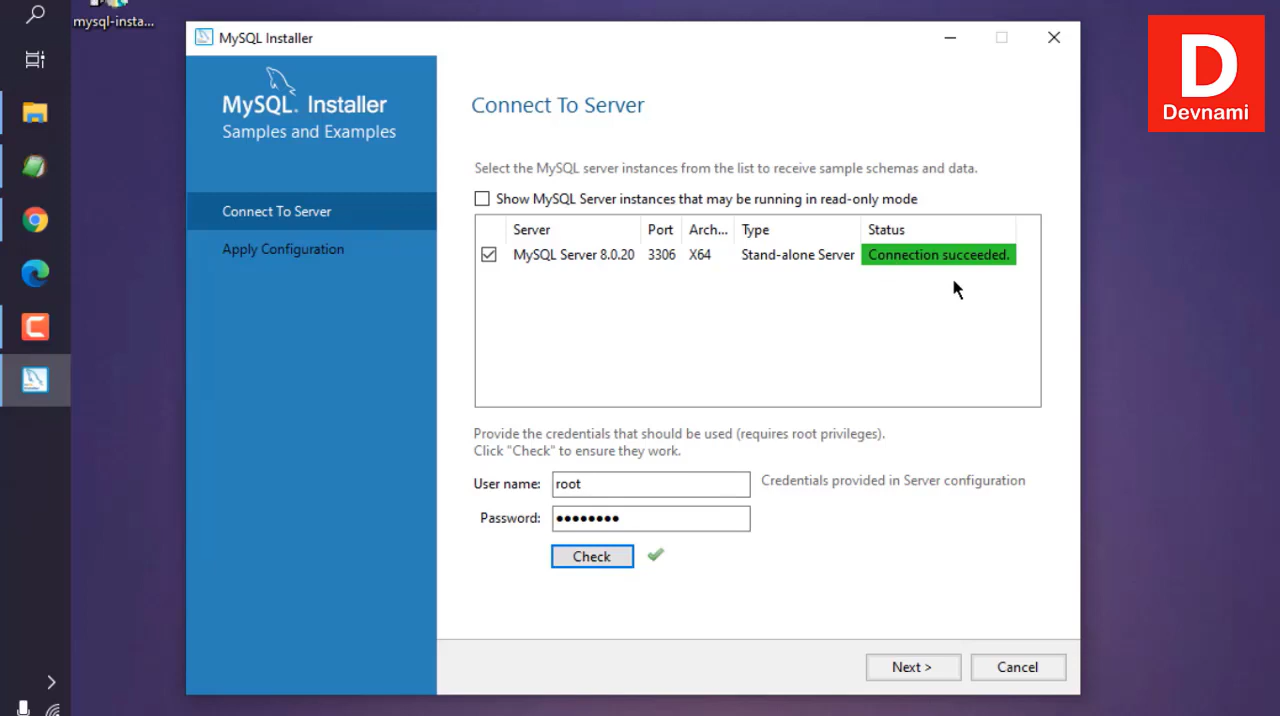 mysql-insta...
MySQL Installer
D
Devnami
MySQL. Installer
Samples and Examples
Connect To Server
Apply Configuration
Connect To Server
Select the MySQL server instances from the list to receive sample schemas and data.
Show MySQL Server instances that may be running in read-only mode
Server Port Arch... Type Status
MySQL Server 8.0.20 3306 X64 Stand-alone Server Connection succeeded.
Provide the credentials that should be used (requires root privileges).
Click "Check" to ensure they work.
User name: root Credentials provided in Server configuration
Password: ●●●●●●●●
Check
Next > Cancel